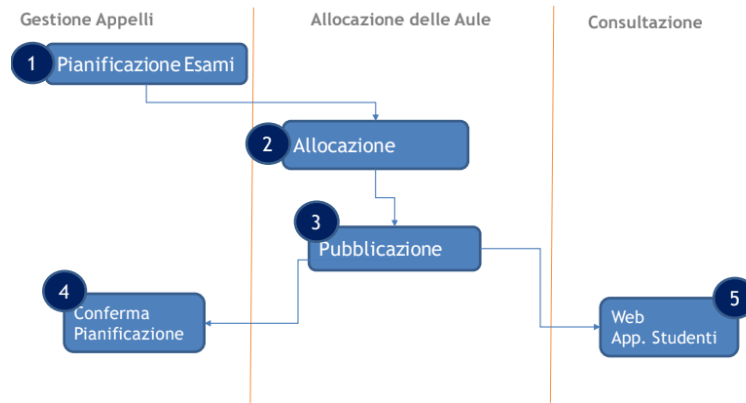 Gestione Appelli
Allocazione delle Aule
Consultazione
1
Pianificazione Esami
2
Allocazione
3
Pubblicazione
4
Conferma
Pianificazione
5
Web
App. Studenti